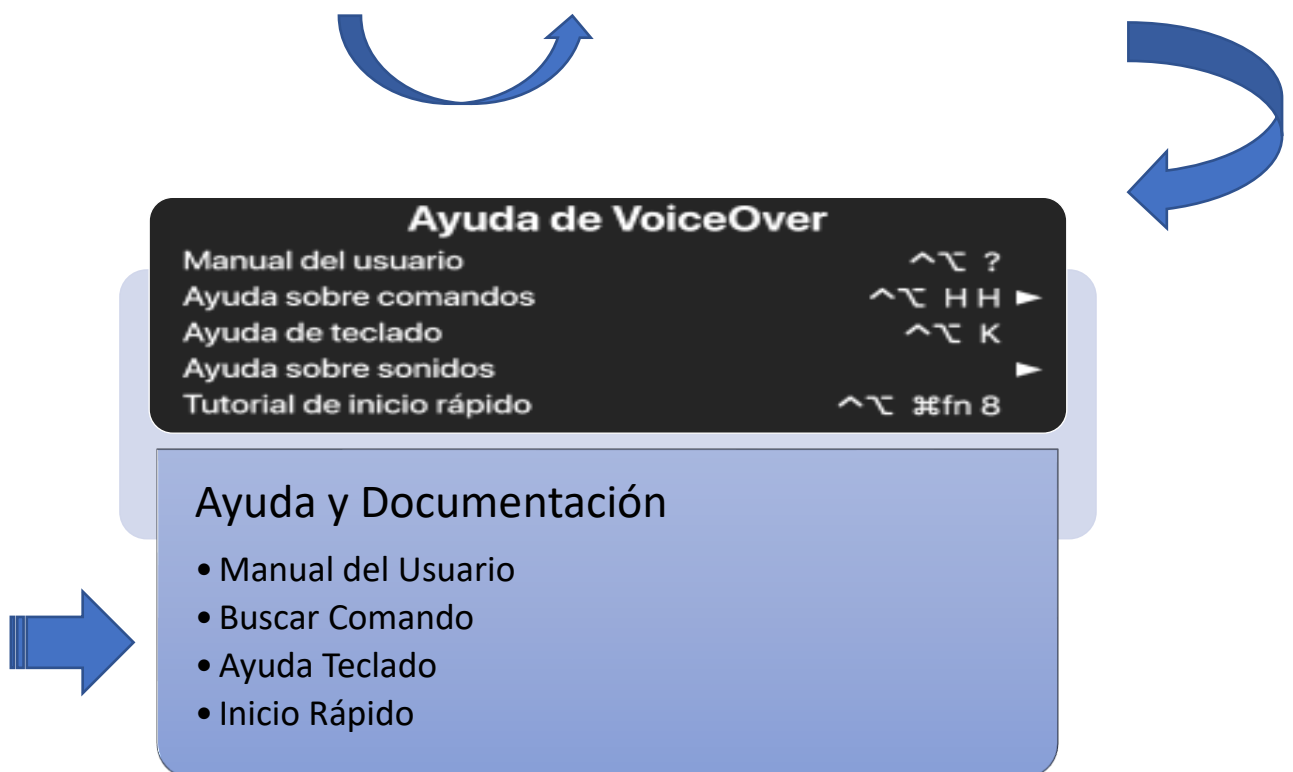 Ayuda de VoiceOver
Manual del usuario ^⌥ ?
Ayuda sobre comandos ^⌥ H H ►
Ayuda de teclado ^⌥ K
Ayuda sobre sonidos ►
Tutorial de inicio rápido ^⌥ ⌘fn 8
Ayuda y Documentación
• Manual del Usuario
• Buscar Comando
• Ayuda Teclado
• Inicio Rápido